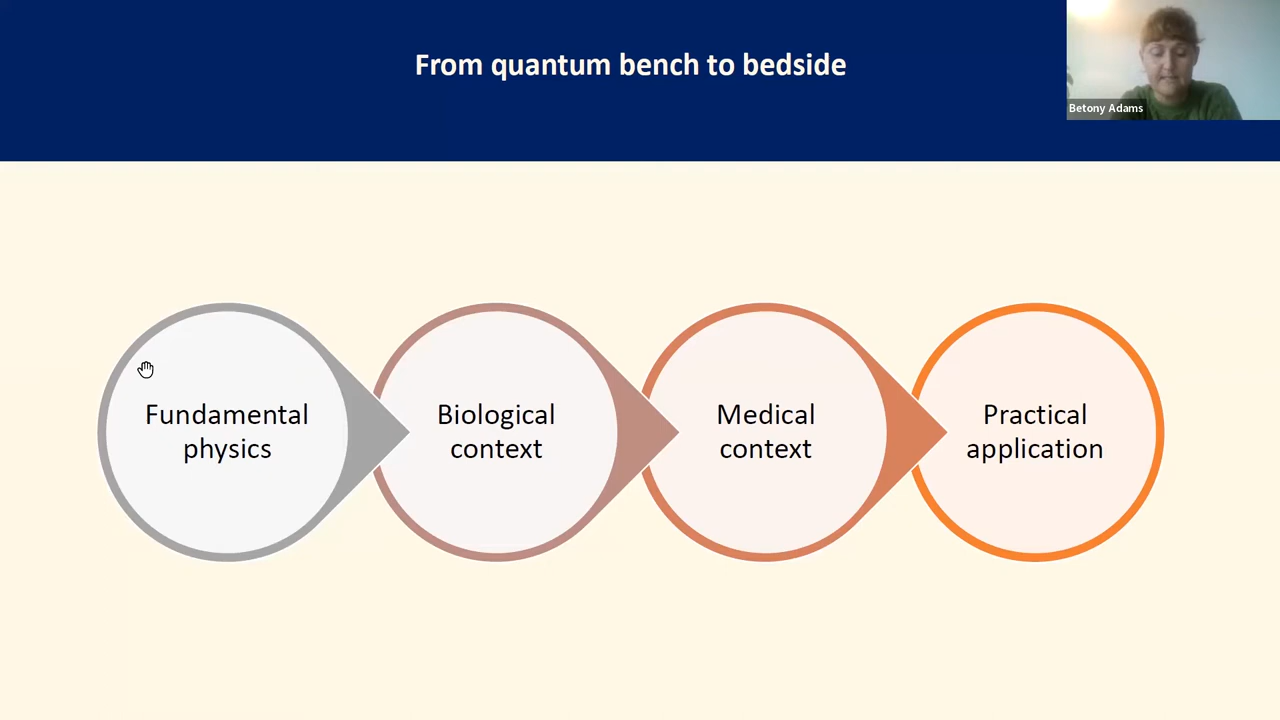 From quantum bench to bedside
Betony Adams
Fundamental
physics
Biological
context
Medical
context
Practical
application